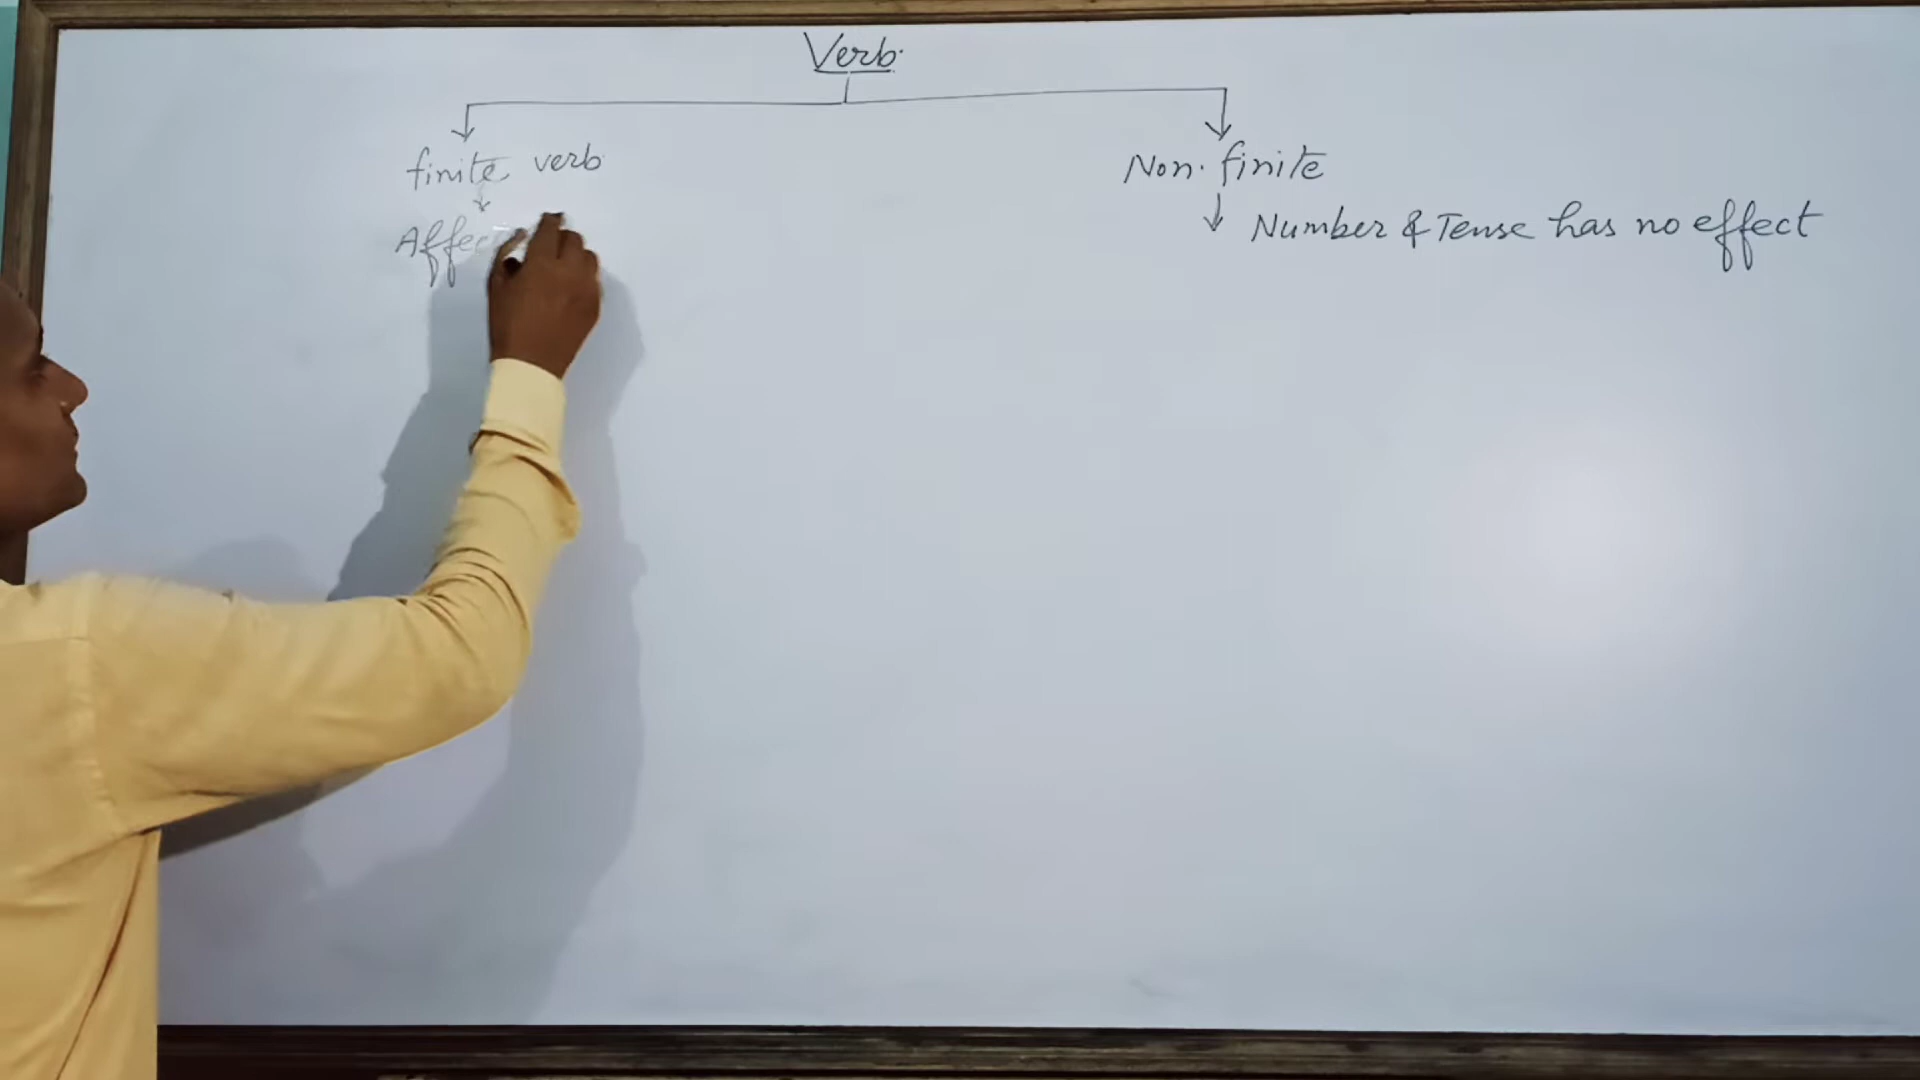 Verb.
finite verb
Non. finite
Number & Tense has no effect